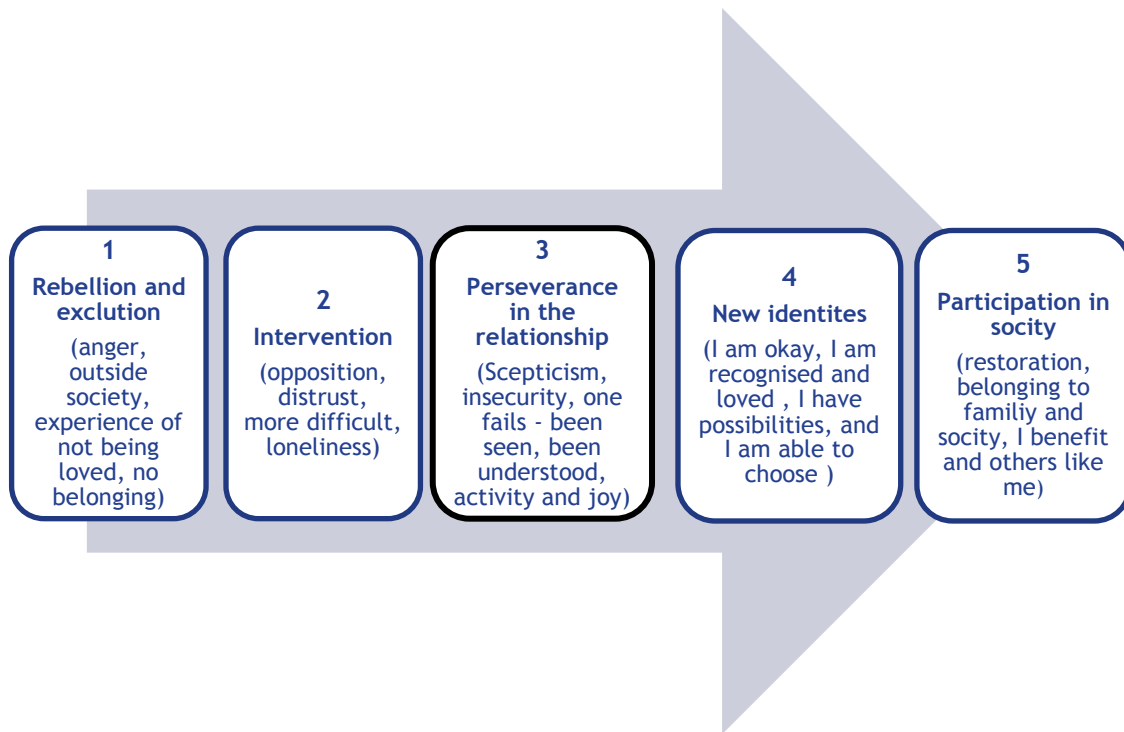 1
Rebellion and
exclution
(anger,
outside
society,
experience of
not being
loved, no
belonging)
2
Intervention
(opposition,
distrust,
more difficult,
loneliness)
3
Perseverance
in the
relationship
(Scepticism,
insecurity, one
fails - been
seen, been
understood,
activity and joy)
4
New identites
(I am okay, I am
recognised and
loved , I have
possibilities, and
I am able to
choose )
5
Participation in
socity
(restoration,
belonging to
familiy and
socity, I benefit
and others like
me)